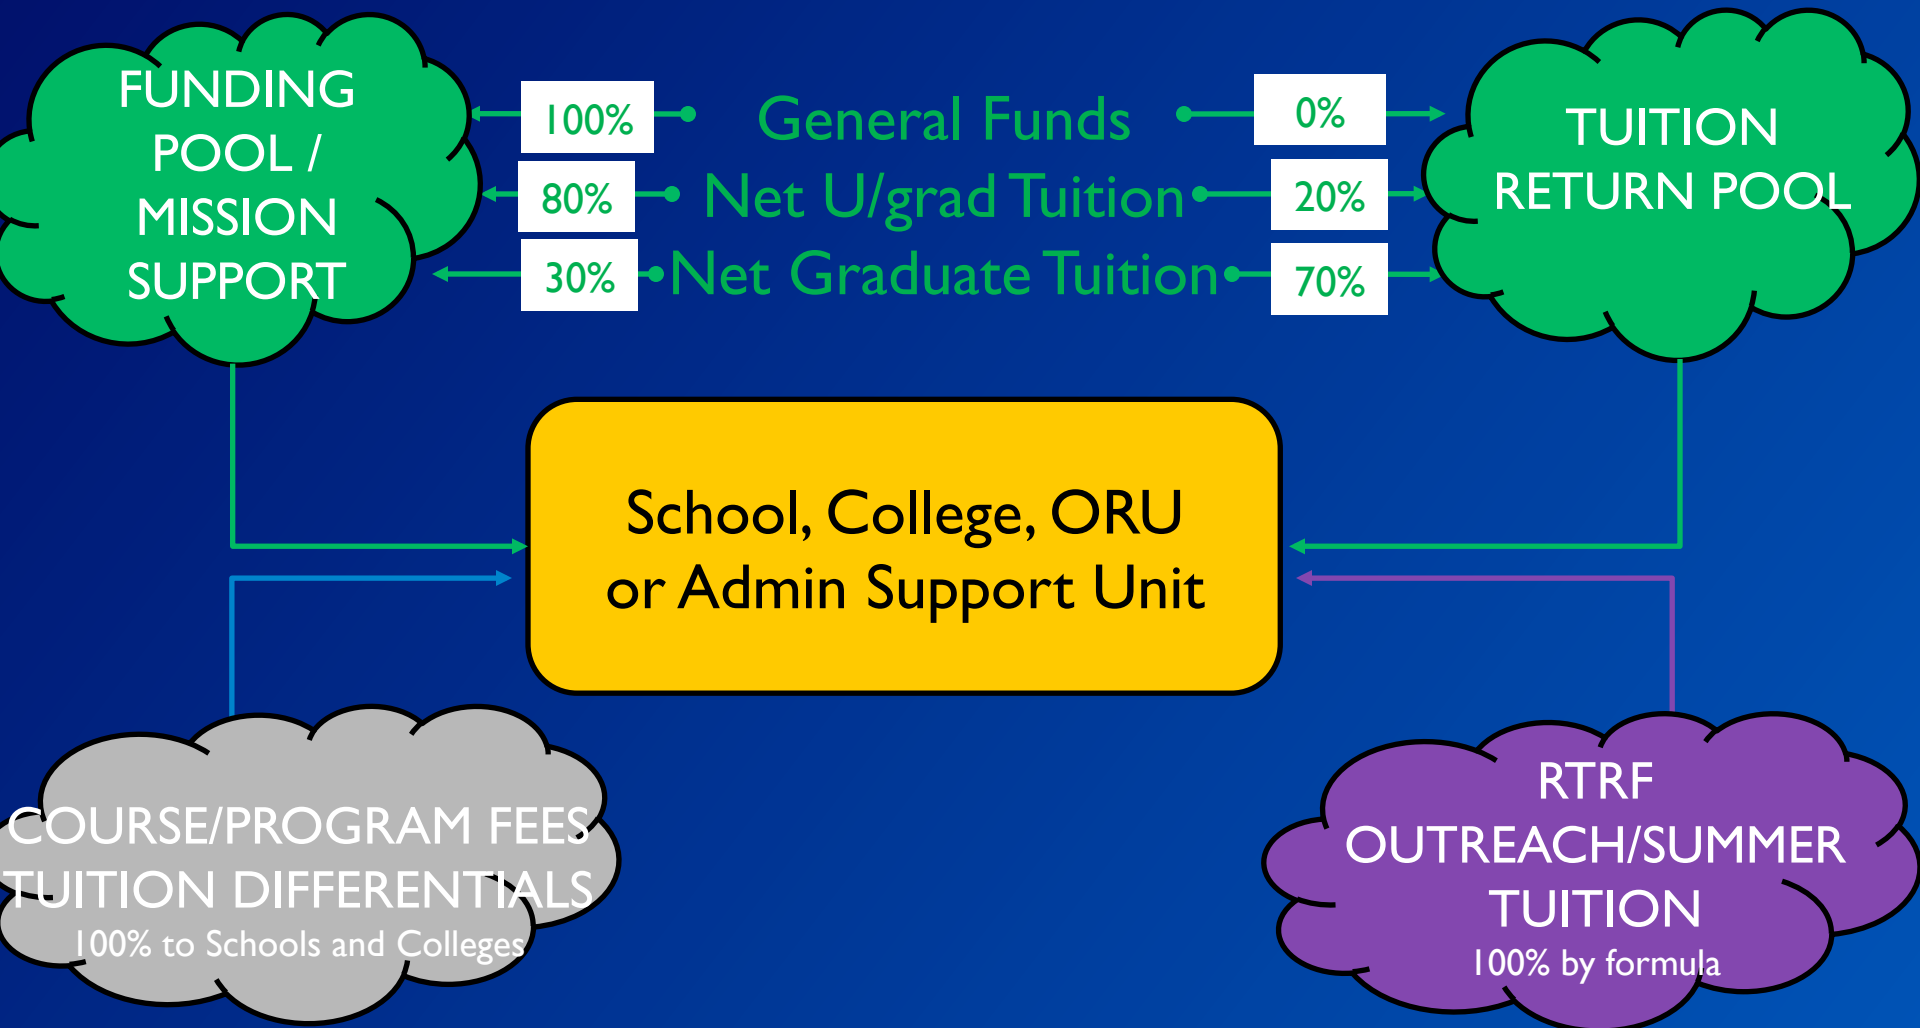 FUNDING
POOL /
MISSION
SUPPORT
100% General Funds 0%
80% Net U/grad Tuition 20%
30% Net Graduate Tuition 70%
TUITION
RETURN POOL
School, College, ORU
or Admin Support Unit
COURSE/PROGRAM FEES
TUITION DIFFERENTIALS
100% to Schools and Colleges
RTRF
OUTREACH/SUMMER
TUITION
100% by formula